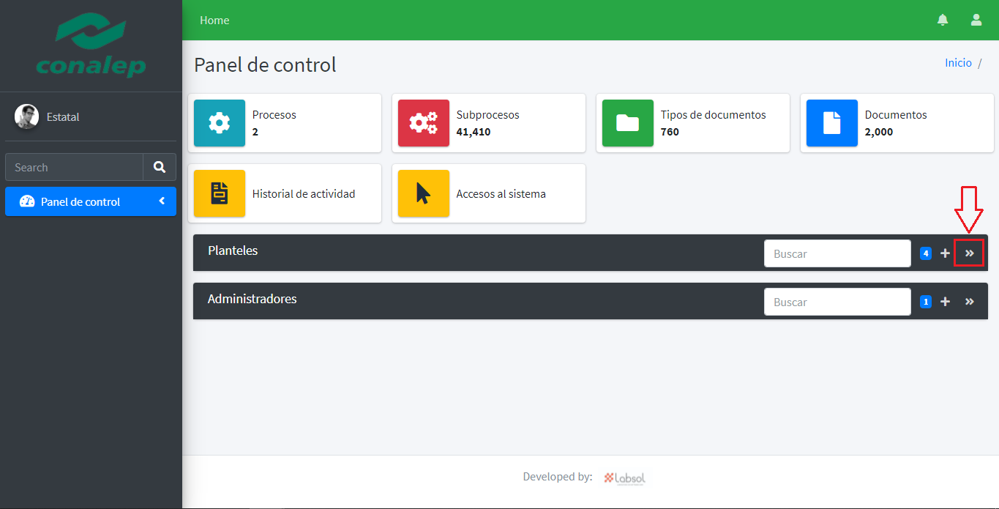 conalep
Home
Panel de control
Inicio /
Estatal
Search
Panel de control
Procesos
2
Subprocesos
41,410
Tipos de documentos
760
Documentos
2,000
Historial de actividad
Accesos al sistema
Planteles
Buscar
4
Administradores
Buscar
1
Developed by:
Labsol